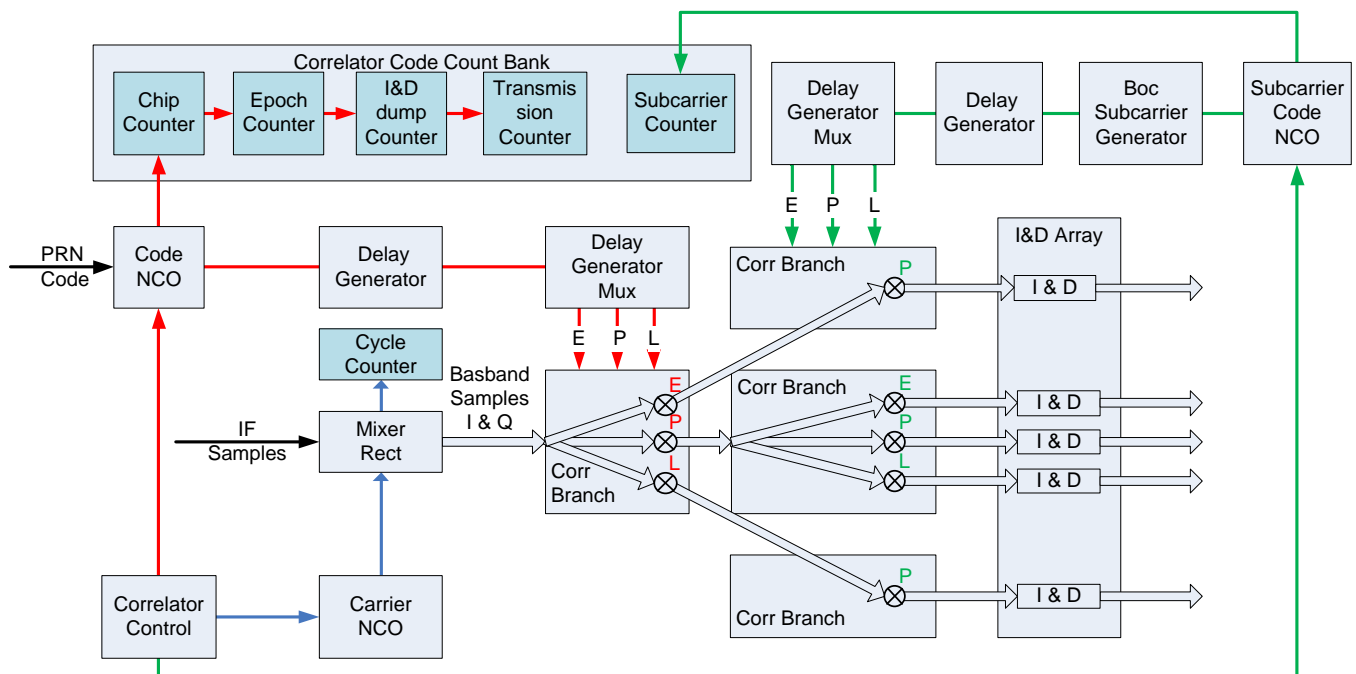 Correlator Code Count Bank
Chip
Counter
Epoch
Counter
I&D
dump
Counter
Transmis
sion
Counter
Subcarrier
Counter
Delay
Generator
Mux
Delay
Generator
Boc
Subcarrier
Generator
Subcarrier
Code
NCO
E P L
PRN
Code
Code
NCO
Delay
Generator
Delay
Generator
Mux
E P L
Corr Branch
P
I&D Array
I & D
Cycle
Counter
IF
Samples
Mixer
Rect
Basband
Samples
I & Q
E
P
L
Corr
Branch
Corr Branch
E
P
L
I & D
I & D
I & D
Correlator
Control
Carrier
NCO
P
Corr Branch
I & D